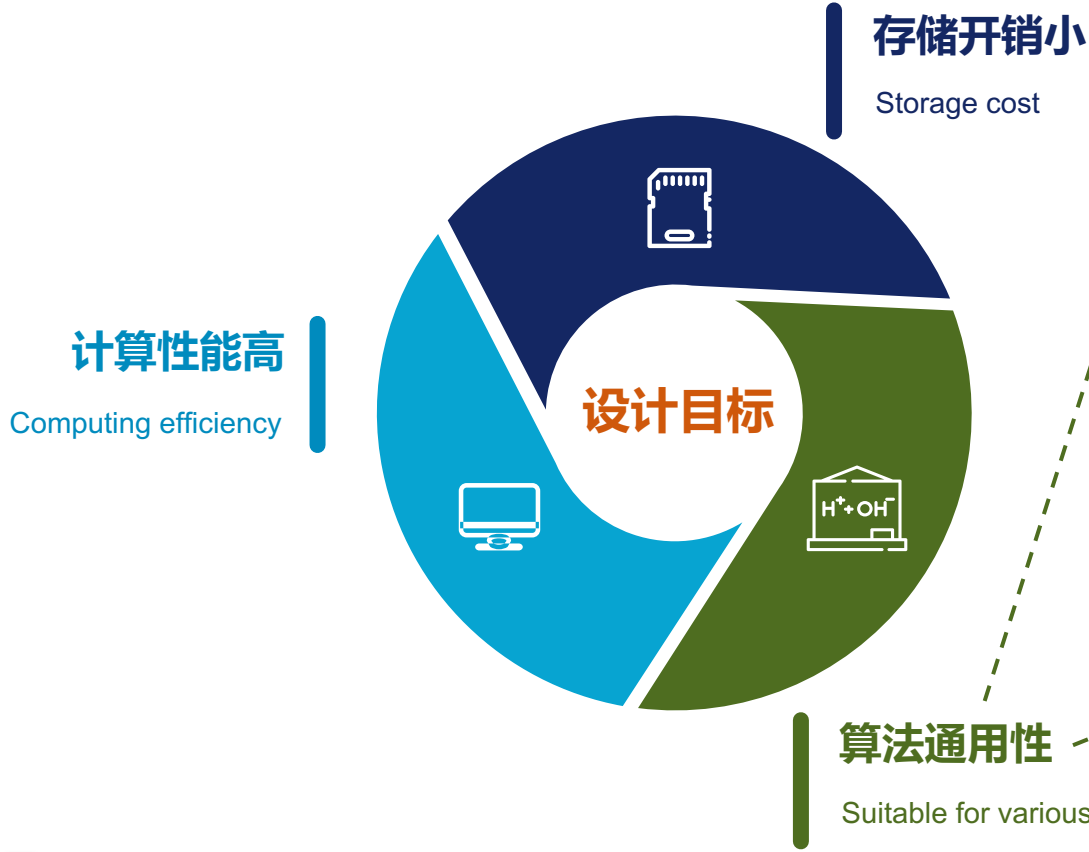 存储开销小
Storage cost
计算性能高
Computing efficiency
设计目标
H⁺+OH⁻
算法通用性
Suitable for various